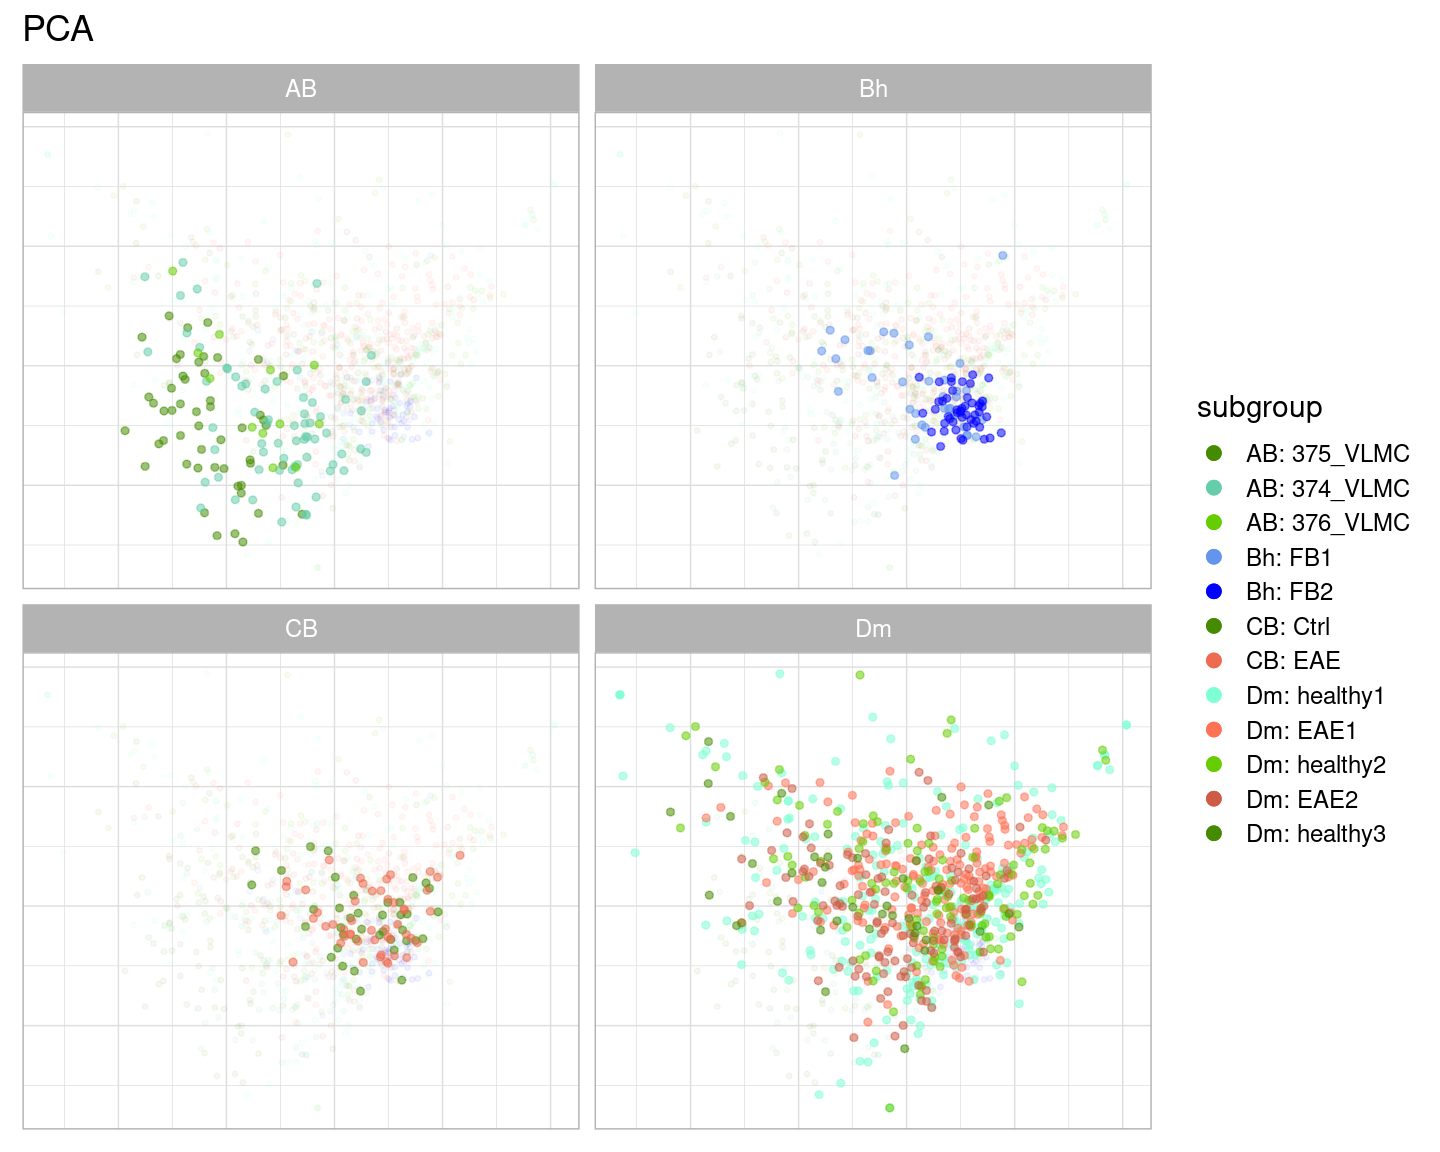 PCA
AB
Bh
CB
Dm
subgroup
AB: 375_VLMC
AB: 374_VLMC
AB: 376_VLMC
Bh: FB1
Bh: FB2
CB: Ctrl
CB: EAE
Dm: healthy1
Dm: EAE1
Dm: healthy2
Dm: EAE2
Dm: healthy3